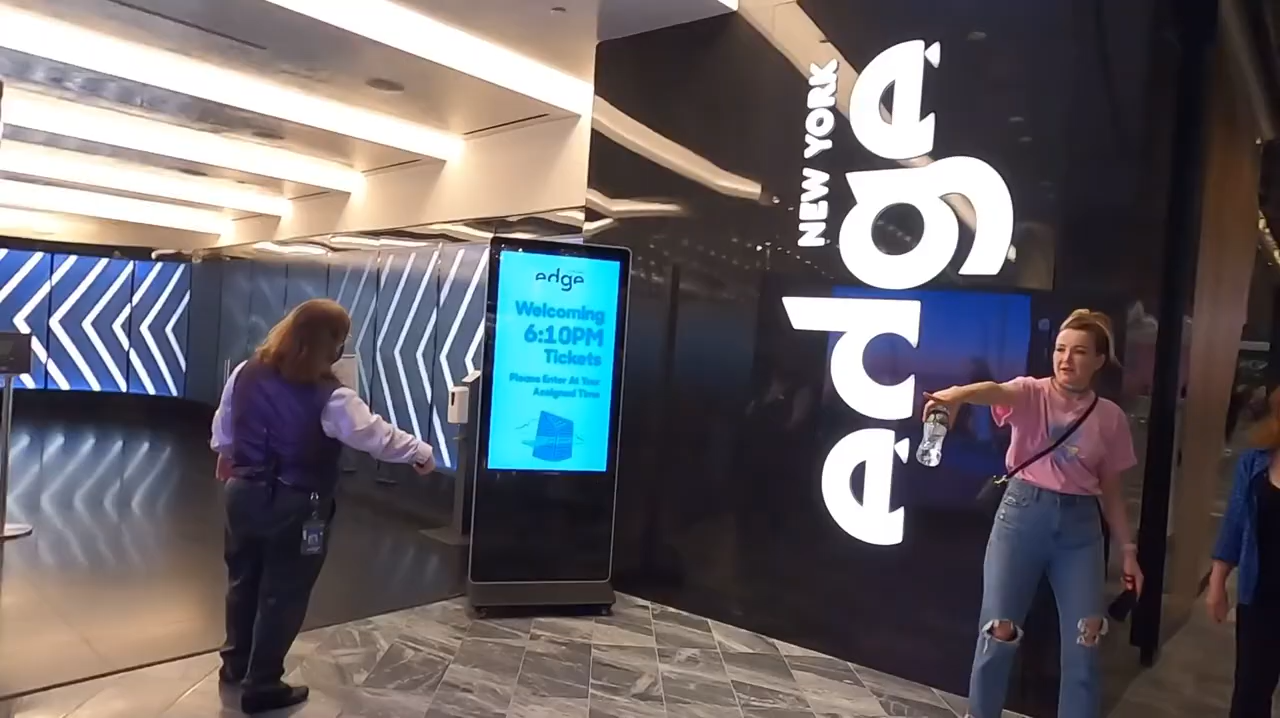 edge
Welcoming
6:10PM
Tickets
Please Enter At Your
Assigned Time
NEW YORK
edge